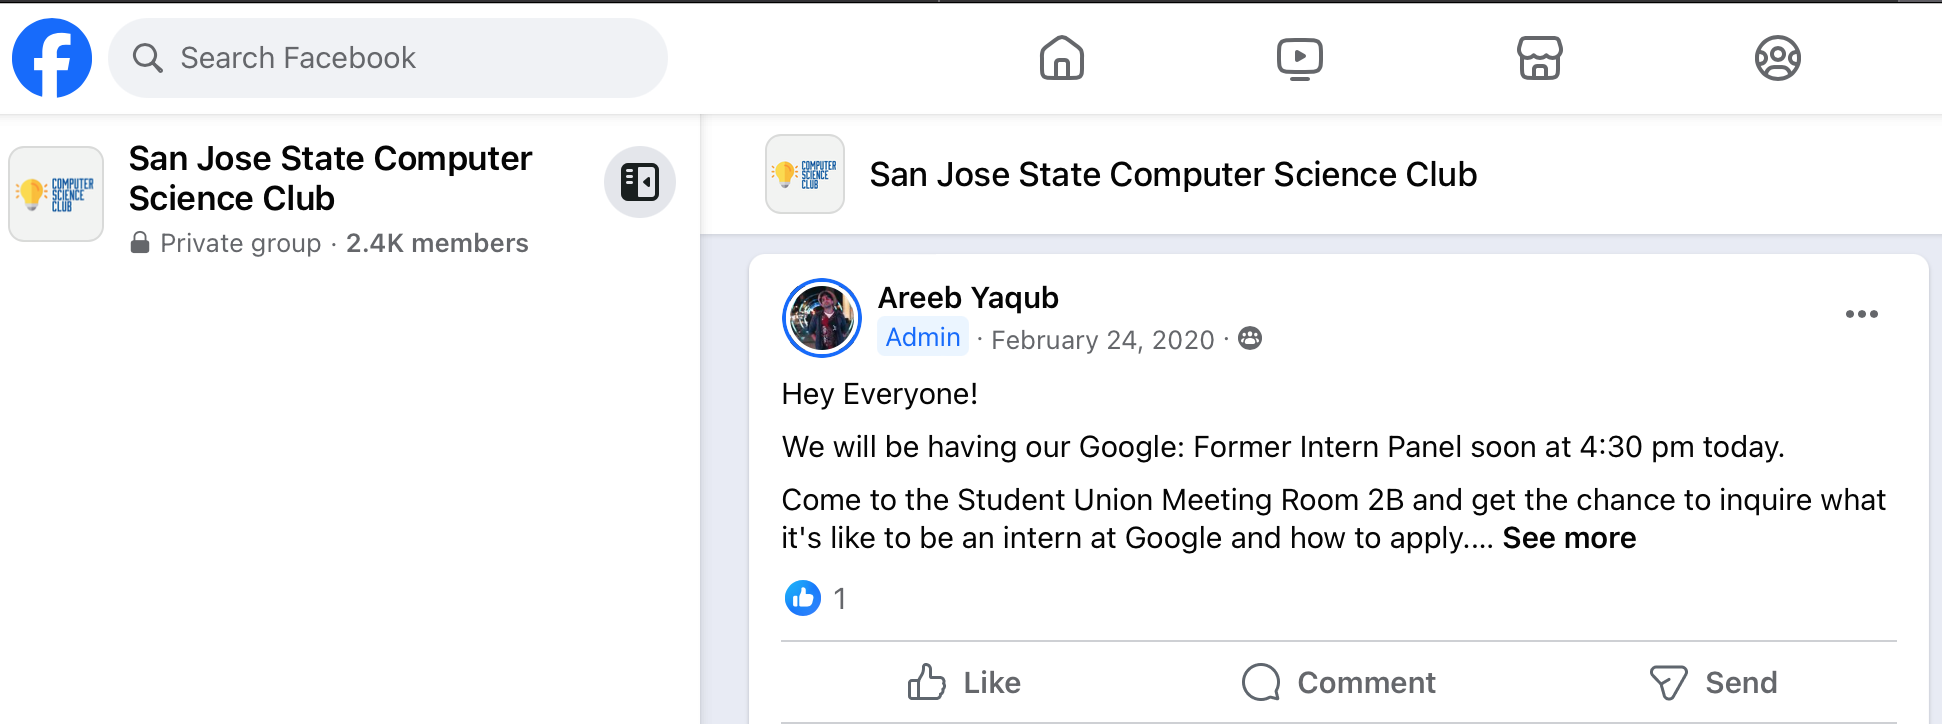 Search Facebook
COMPUTER
SCIENCE
CLUB
San Jose State Computer
Science Club
Private group · 2.4K members
COMPUTER
SCIENCE
CLUB
San Jose State Computer Science Club
Areeb Yaqub
Admin · February 24, 2020 ·
Hey Everyone!
We will be having our Google: Former Intern Panel soon at 4:30 pm today.
Come to the Student Union Meeting Room 2B and get the chance to inquire what
it's like to be an intern at Google and how to apply.... See more
1
Like
Comment
Send